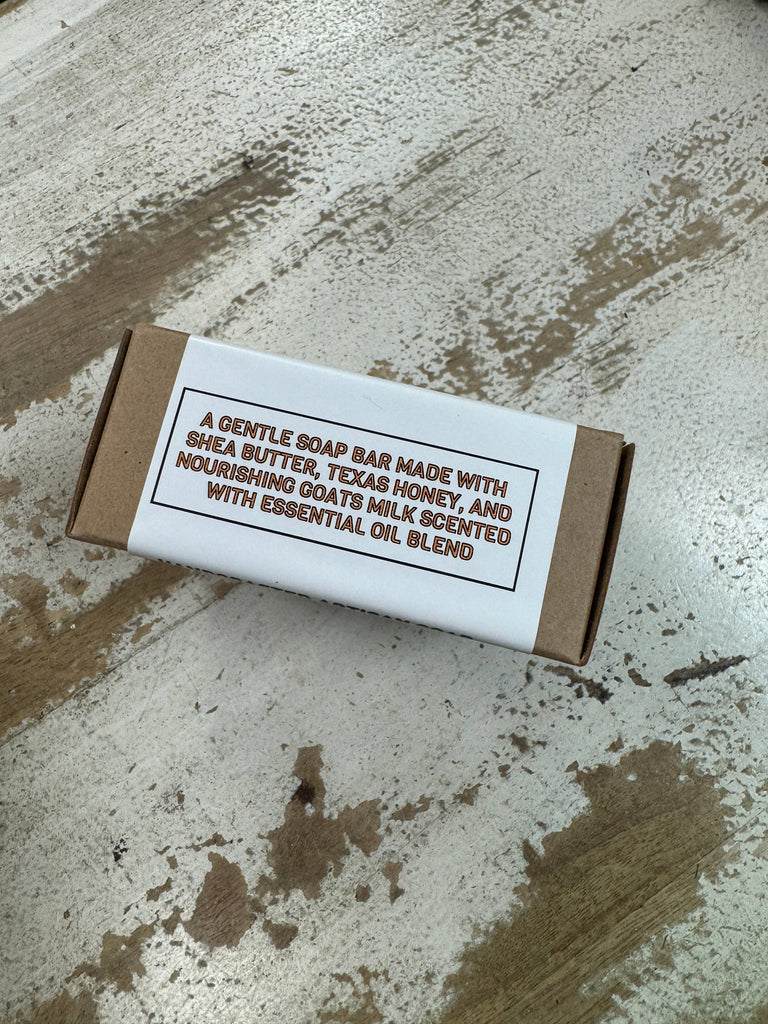 A GENTLE SOAP BAR MADE WITH
SHEA BUTTER, TEXAS HONEY, AND
NOURISHING GOATS MILK SCENTED
WITH ESSENTIAL OIL BLEND